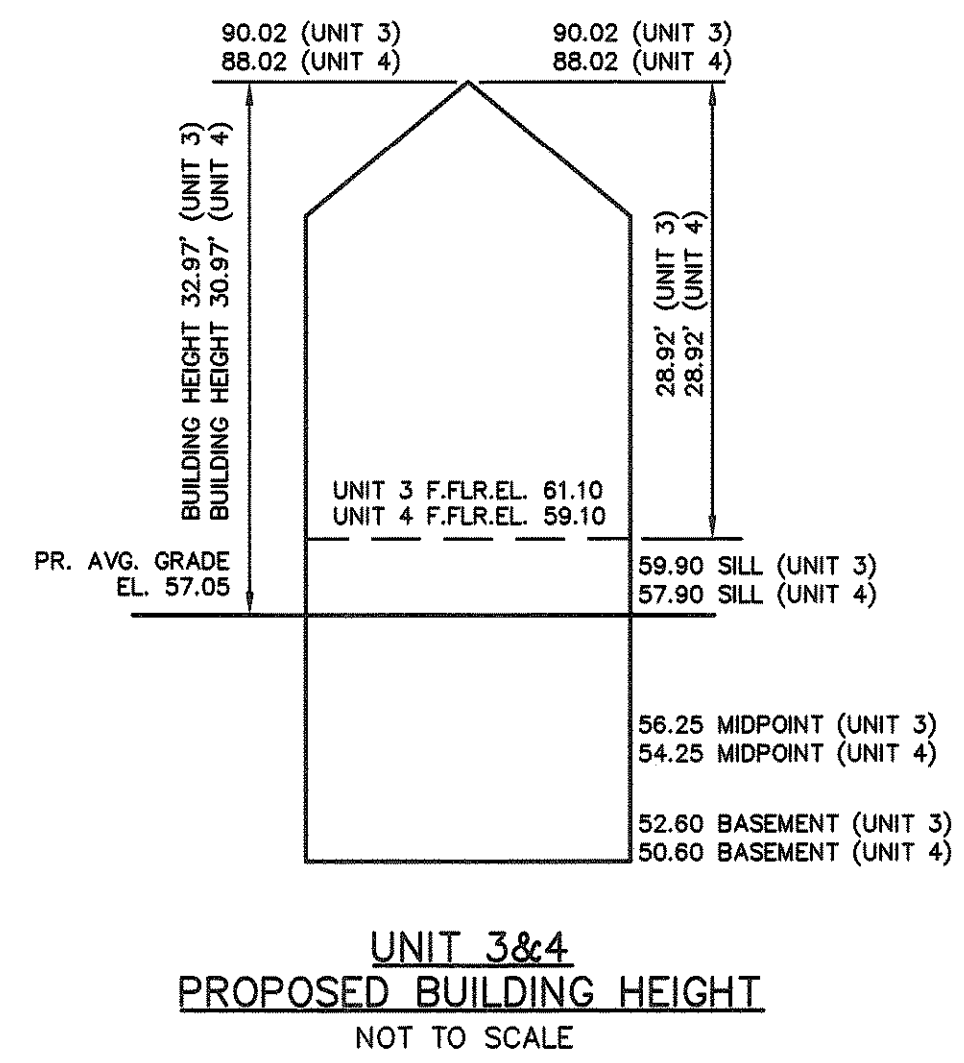 90.02 (UNIT 3)
88.02 (UNIT 4)
90.02 (UNIT 3)
88.02 (UNIT 4)
BUILDING HEIGHT 32.97' (UNIT 3)
BUILDING HEIGHT 30.97' (UNIT 4)
28.92' (UNIT 3)
28.92' (UNIT 4)
UNIT 3 F.FLR.EL. 61.10
UNIT 4 F.FLR.EL. 59.10
PR. AVG. GRADE
EL. 57.05
59.90 SILL (UNIT 3)
57.90 SILL (UNIT 4)
56.25 MIDPOINT (UNIT 3)
54.25 MIDPOINT (UNIT 4)
52.60 BASEMENT (UNIT 3)
50.60 BASEMENT (UNIT 4)
UNIT 3&4
PROPOSED BUILDING HEIGHT
NOT TO SCALE